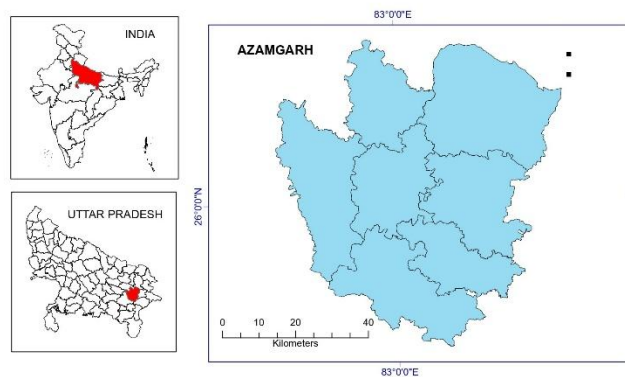 INDIA
UTTAR PRADESH
83°0'0"E
AZAMGARH
26°0'0"N
0 10 20 40
Kilometers
83°0'0"E